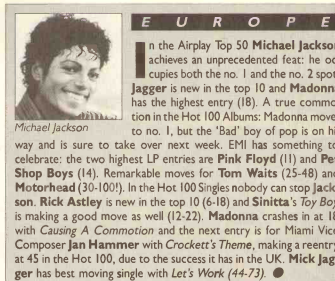 E U R O P E
In the Airplay Top 50 Michael Jackson
achieves an unprecedented feat: he oc-
cupies both the no. 1 and the no. 2 spot.
Jagger is new in the top 10 and Madonna
has the highest entry (18). A true commo-
tion in the Hot 100 Albums: Madonna moves
Michael Jackson
to no. 1, but the 'Bad' boy of pop is on his
way and is sure to take over next week. EMI has something to
celebrate: the two highest LP entries are Pink Floyd (11) and Pet
Shop Boys (14). Remarkable moves for Tom Waits (25-48) and
Motorhead (30-100!). In the Hot 100 Singles nobody can stop Jack-
son. Rick Astley is new in the top 10 (6-18) and Sinitta's Toy Boy
is making a good move as well (12-22). Madonna crashes in at 18
with Causing A Commotion and the next entry is for Miami Vice
Composer Jan Hammer with Crockett's Theme, making a reentry
at 45 in the Hot 100, due to the success it has in the UK. Mick Jag-
ger has best moving single with Let's Work (44-73).